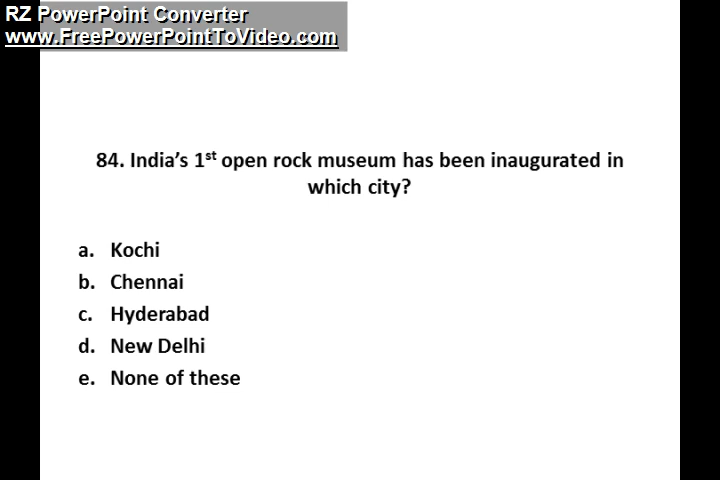 RZ PowerPoint Converter
www.FreePowerPointToVideo.com
84. India's 1st open rock museum has been inaugurated in
which city?
a. Kochi
b. Chennai
c. Hyderabad
d. New Delhi
e. None of these